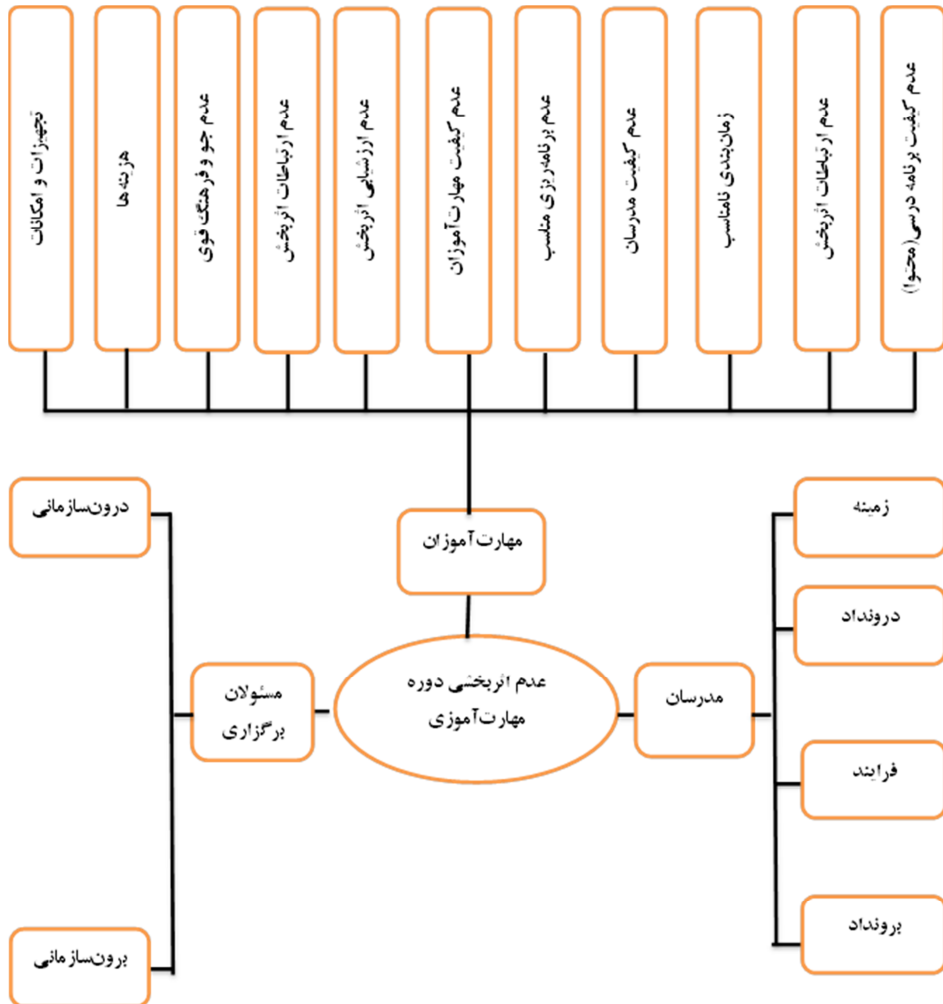 عدم کیفیت برنامه درسی(محتوا)
عدم ارتباطات اثربخش
زمان‌بندی نامناسب
عدم کیفیت مدرسان
عدم برنامه‌ریزی مناسب
عدم کیفیت مهارت‌آموزان
عدم ارزشیابی اثربخش
عدم ارتباطات اثربخش
عدم جو و فرهنگ قوی
هزینه ها
تجهیزات و امکانات
مهارت‌آموزان
زمینه
درونداد
فرایند
برونداد
مدرسان
عدم اثربخشی دوره
مهارت‌آموزی
مسئولان
برگزاری
درون‌سازمانی
برون‌سازمانی